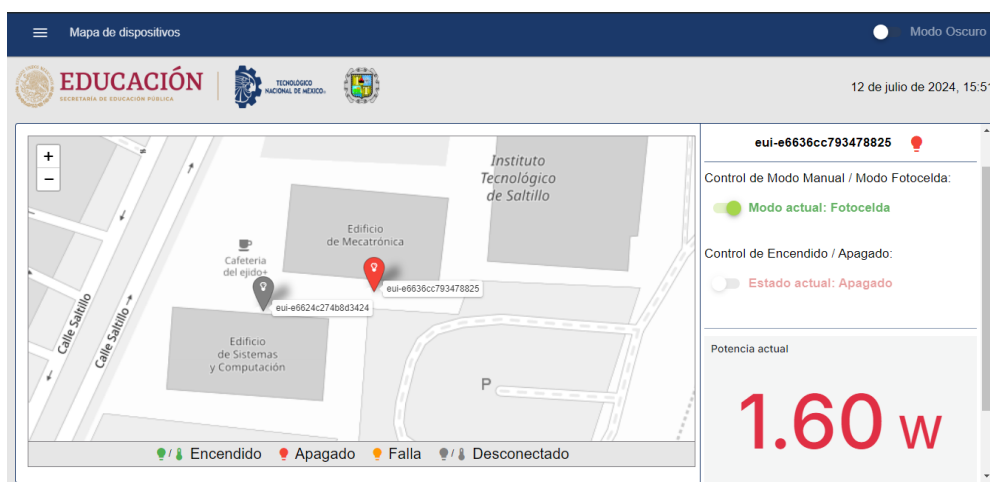 Mapa de dispositivos
Modo Oscuro
EDUCACIÓN
SECRETARÍA DE EDUCACIÓN PÚBLICA
TECNOLÓGICO
NACIONAL DE MÉXICO
12 de julio de 2024, 15:51
+
−
Instituto
Tecnológico
de Saltillo
Edificio
de Mecatrónica
Cafeteria
del ejido+
eui-e6636cc793478825
eui-e6624c274b8d3424
Calle Saltillo
Calle Saltillo
Edificio
de Sistemas
y Computación
P
Encendido Apagado Falla Desconectado
eui-e6636cc793478825
Control de Modo Manual / Modo Fotocelda:
Modo actual: Fotocelda
Control de Encendido / Apagado:
Estado actual: Apagado
Potencia actual
1.60 W